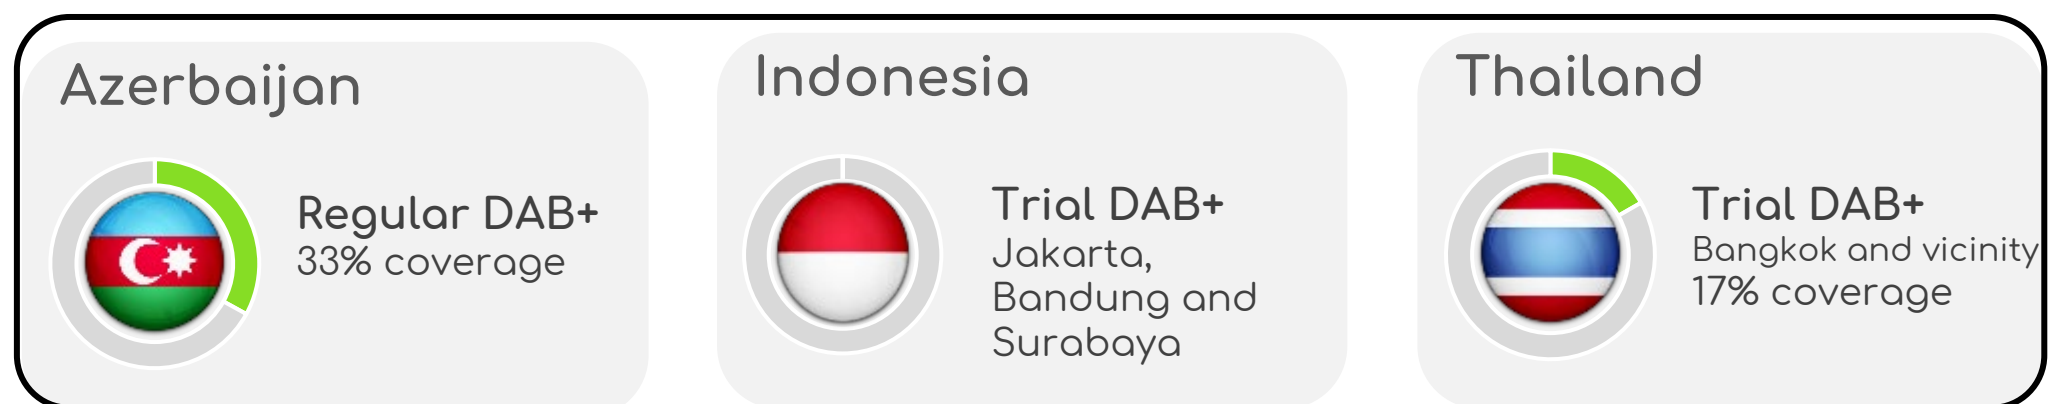 Azerbaijan
Regular DAB+
33% coverage
Indonesia
Trial DAB+
Jakarta,
Bandung and
Surabaya
Thailand
Trial DAB+
Bangkok and vicinity
17% coverage